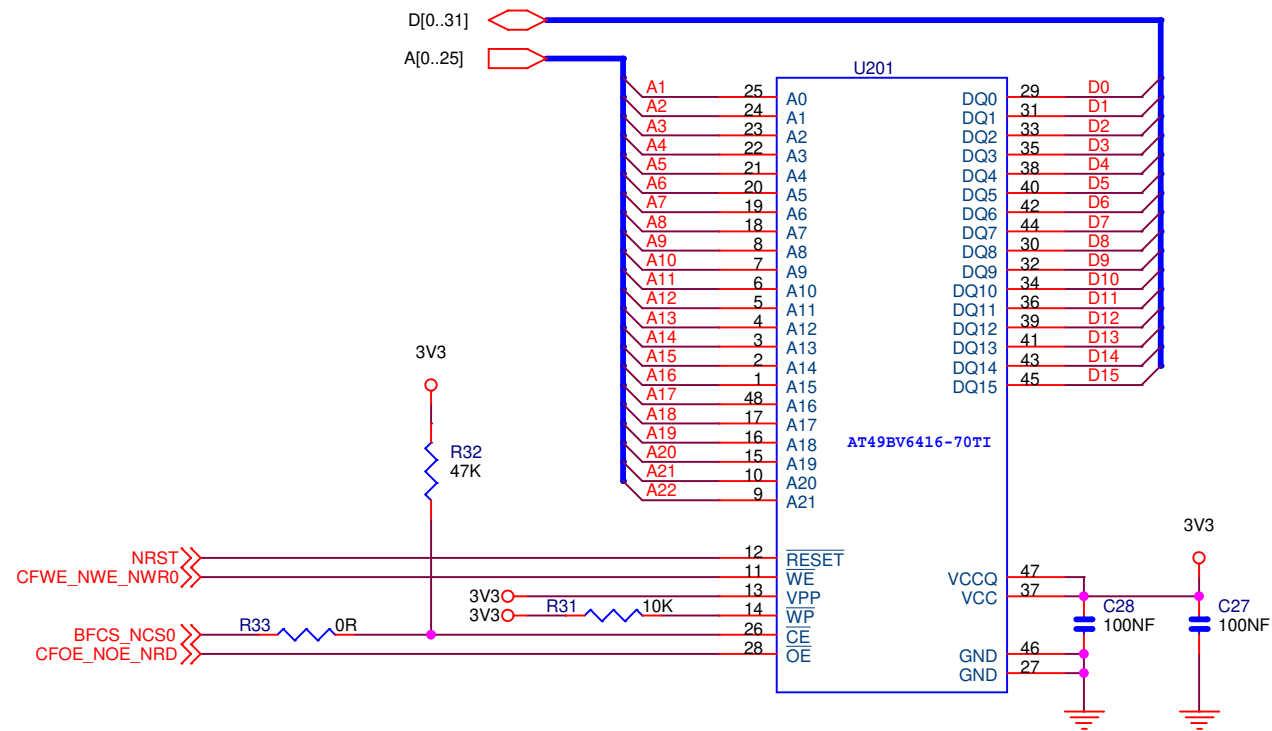 D[0..31]
A[0..25]
U201
A1 25 A0 DQ0 29 D0
A2 24 A1 DQ1 31 D1
A3 23 A2 DQ2 33 D2
A4 22 A3 DQ3 35 D3
A5 21 A4 DQ4 38 D4
A6 20 A5 DQ5 40 D5
A7 19 A6 DQ6 42 D6
A8 18 A7 DQ7 44 D7
A9 8 A8 DQ8 30 D8
A10 7 A9 DQ9 32 D9
A11 6 A10 DQ10 34 D10
A12 5 A11 DQ11 36 D11
A13 4 A12 DQ12 39 D12
A14 3 A13 DQ13 41 D13
A15 2 A14 DQ14 43 D14
A16 1 A15 DQ15 45 D15
A17 48 A16
A18 17 A17
A19 16 A18
A20 15 A19
A21 10 A20
A22 9 A21
AT49BV6416-70TI
3V3
R32
47K
3V3
NRST 12 RESET
CFWE_NWE_NWR0 11 WE VCCQ 47
3V3 13 VPP VCC 37
3V3 R31 10K 14 WP
C28
100NF
C27
100NF
BFCS_NCS0 R33 0R 26 CE
CFOE_NOE_NRD 28 OE GND 46
GND 27